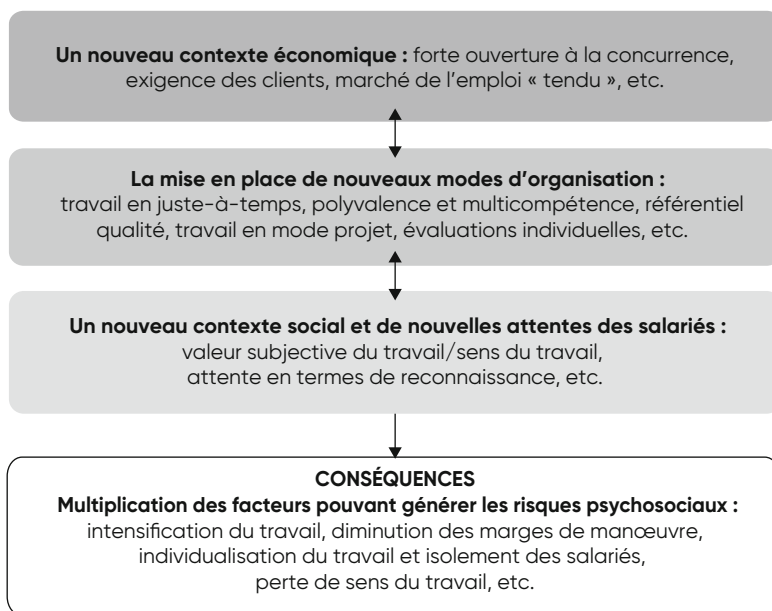 Un nouveau contexte économique : forte ouverture à la concurrence,
exigence des clients, marché de l’emploi « tendu », etc.
La mise en place de nouveaux modes d’organisation :
travail en juste-à-temps, polyvalence et multicompétence, référentiel
qualité, travail en mode projet, évaluations individuelles, etc.
Un nouveau contexte social et de nouvelles attentes des salariés :
valeur subjective du travail/sens du travail,
attente en termes de reconnaissance, etc.
CONSÉQUENCES
Multiplication des facteurs pouvant générer les risques psychosociaux :
intensification du travail, diminution des marges de manœuvre,
individualisation du travail et isolement des salariés,
perte de sens du travail, etc.